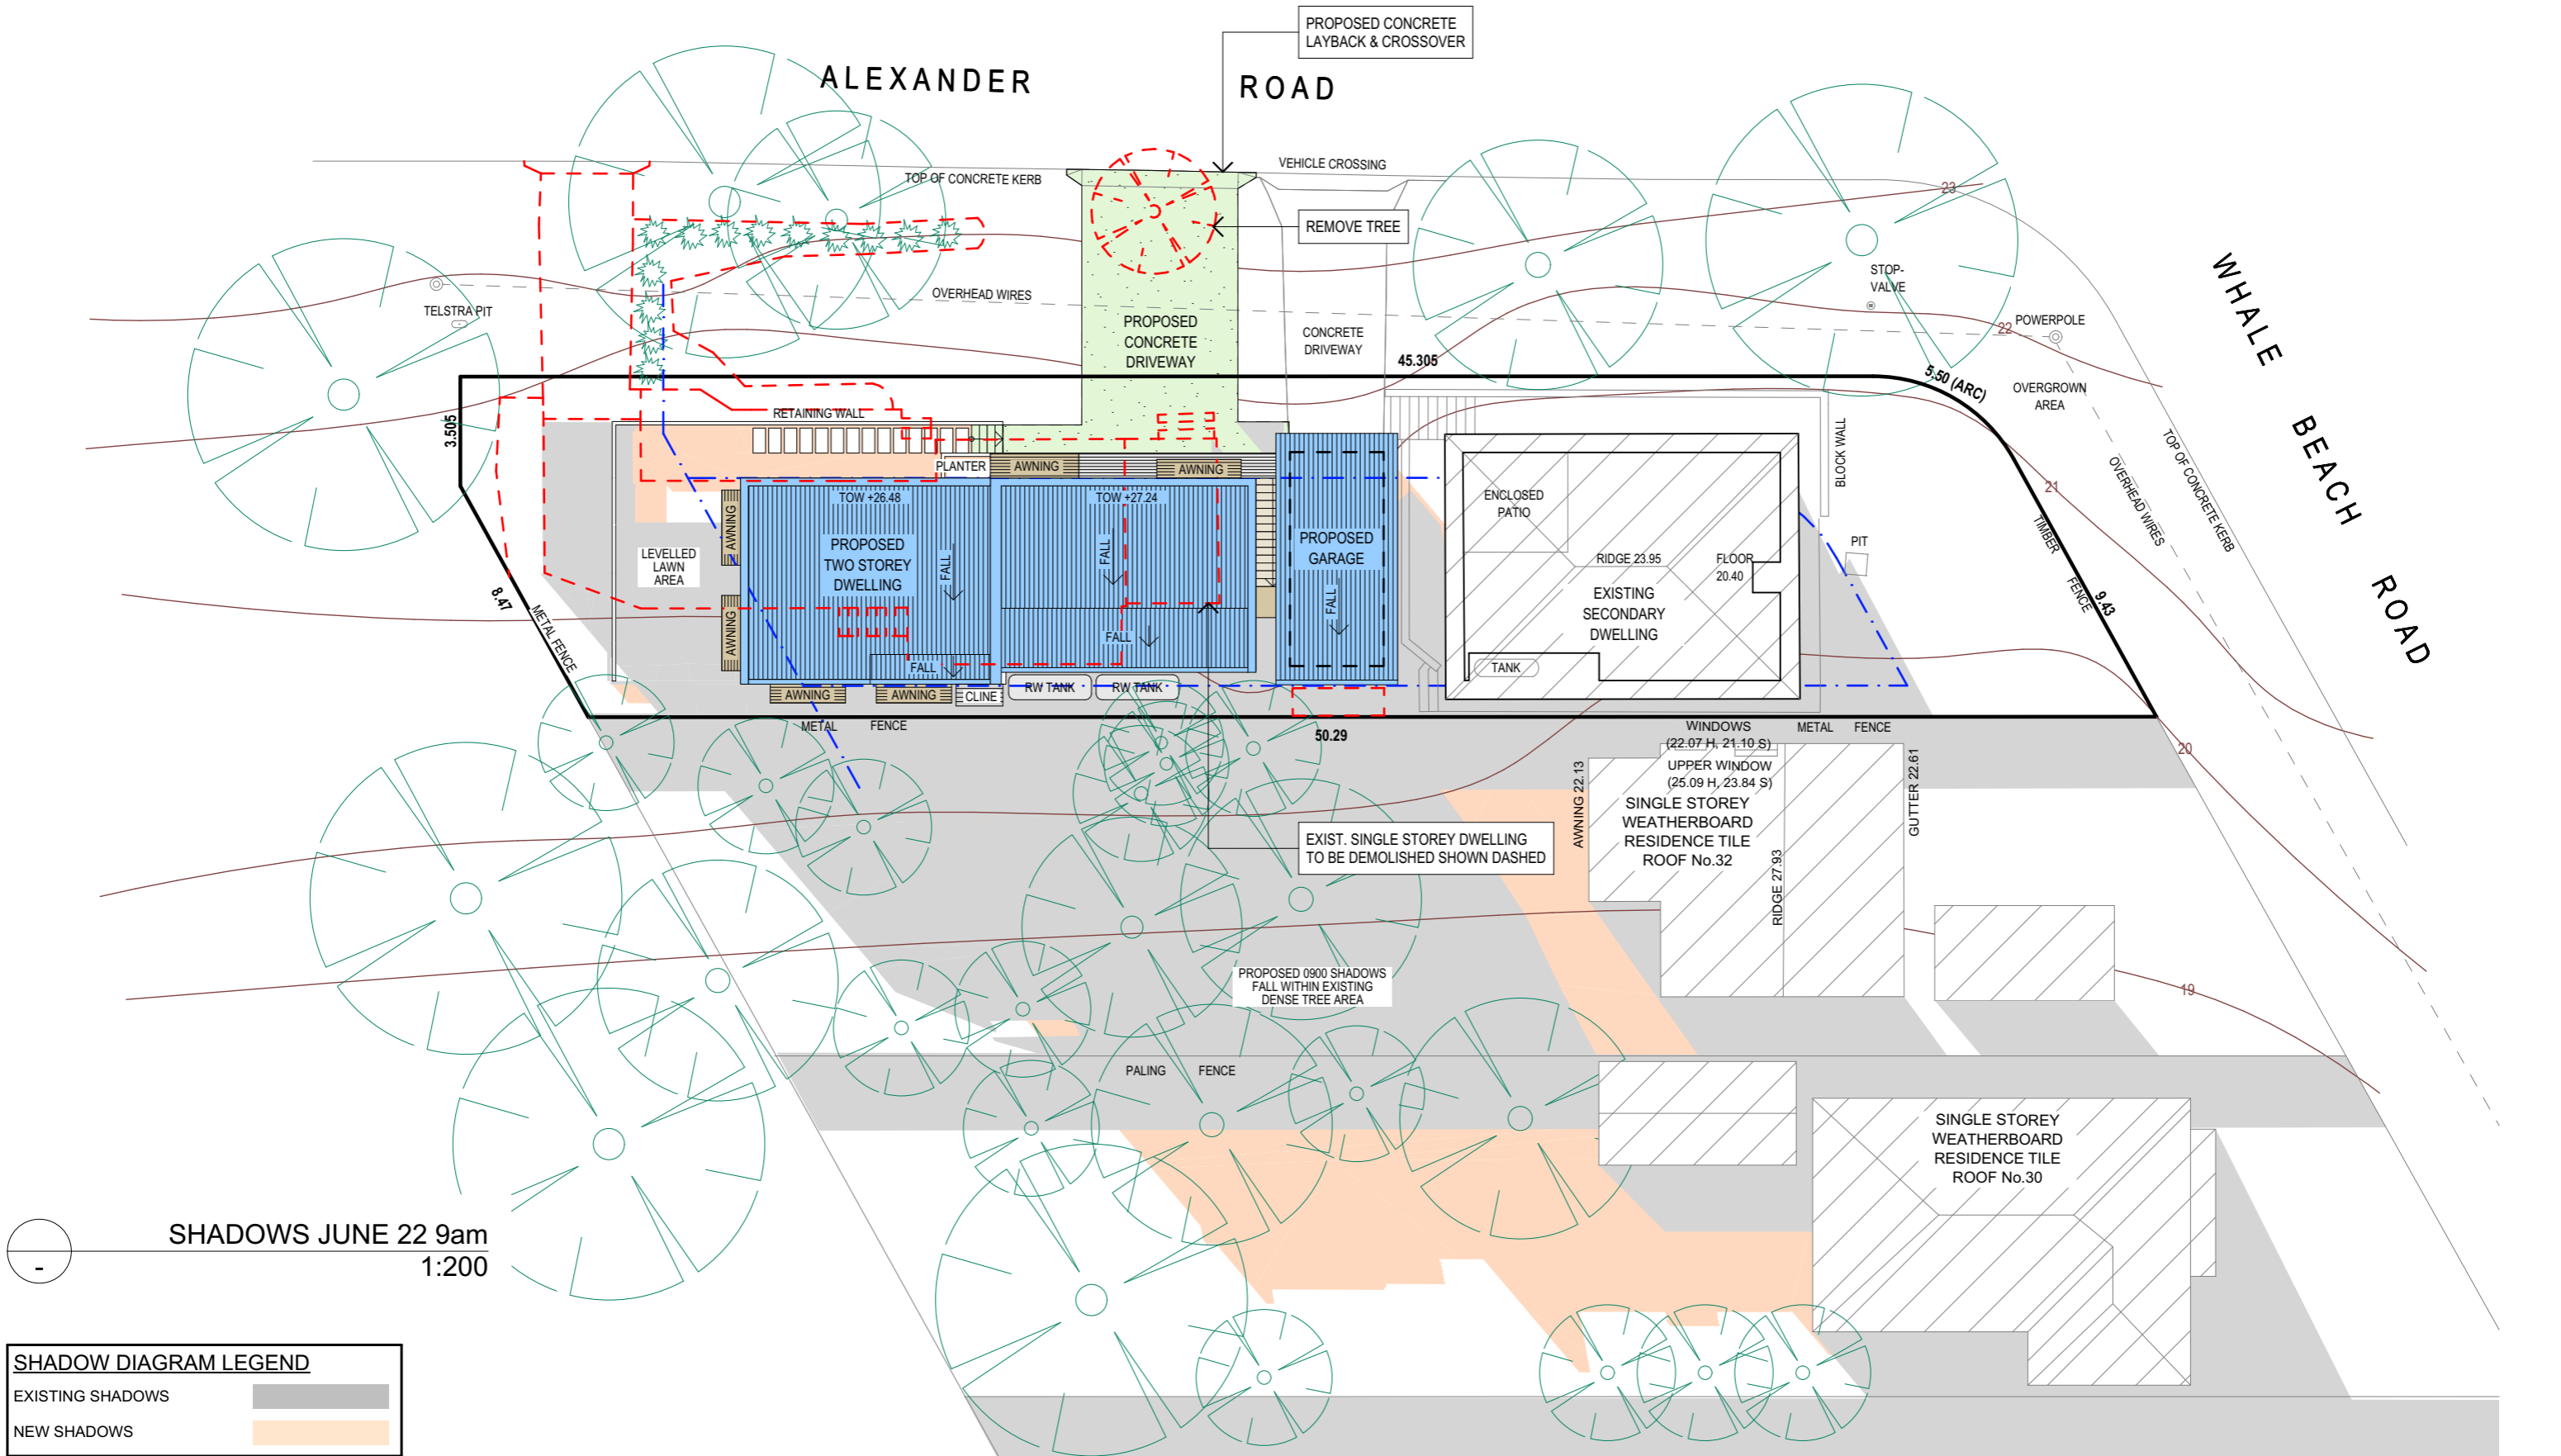 PROPOSED CONCRETE
LAYBACK & CROSSOVER
ALEXANDER ROAD
VEHICLE CROSSING
TOP OF CONCRETE KERB
23
REMOVE TREE
WHALE BEACH ROAD
STOP-
VALVE
OVERHEAD WIRES
TELSTRA PIT
PROPOSED
CONCRETE
DRIVEWAY
CONCRETE
DRIVEWAY
22
POWERPOLE
45.305
5.50 (ARC)
OVERGROWN
AREA
3.505
RETAINING WALL
BLOCK WALL
TOP OF CONCRETE KERB
OVERHEAD WIRES
PLANTER
AWNING
AWNING
21
TOW +26.48
TOW +27.24
ENCLOSED
PATIO
AWNING
TIMBER
FENCE
PROPOSED
TWO STOREY
DWELLING
FALL
FALL
PROPOSED
GARAGE
FALL
PIT
LEVELLED
LAWN
AREA
RIDGE 23.95
FLOOR
20.40
EXISTING
SECONDARY
DWELLING
8.47
METAL FENCE
9.43
AWNING
FALL
FALL
TANK
AWNING
AWNING
CLINE
RW TANK
RW TANK
METAL FENCE
50.29
WINDOWS
(22.07 H, 21.10 S)
METAL FENCE
20
UPPER WINDOW
(25.09 H, 23.84 S)
AWNING 22.13
GUTTER 22.61
SINGLE STOREY
WEATHERBOARD
RESIDENCE TILE
ROOF No.32
RIDGE 27.93
EXIST. SINGLE STOREY DWELLING
TO BE DEMOLISHED SHOWN DASHED
PROPOSED 0900 SHADOWS
FALL WITHIN EXISTING
DENSE TREE AREA
19
PALING FENCE
SINGLE STOREY
WEATHERBOARD
RESIDENCE TILE
ROOF No.30
SHADOWS JUNE 22 9am
-
1:200
SHADOW DIAGRAM LEGEND
EXISTING SHADOWS
NEW SHADOWS